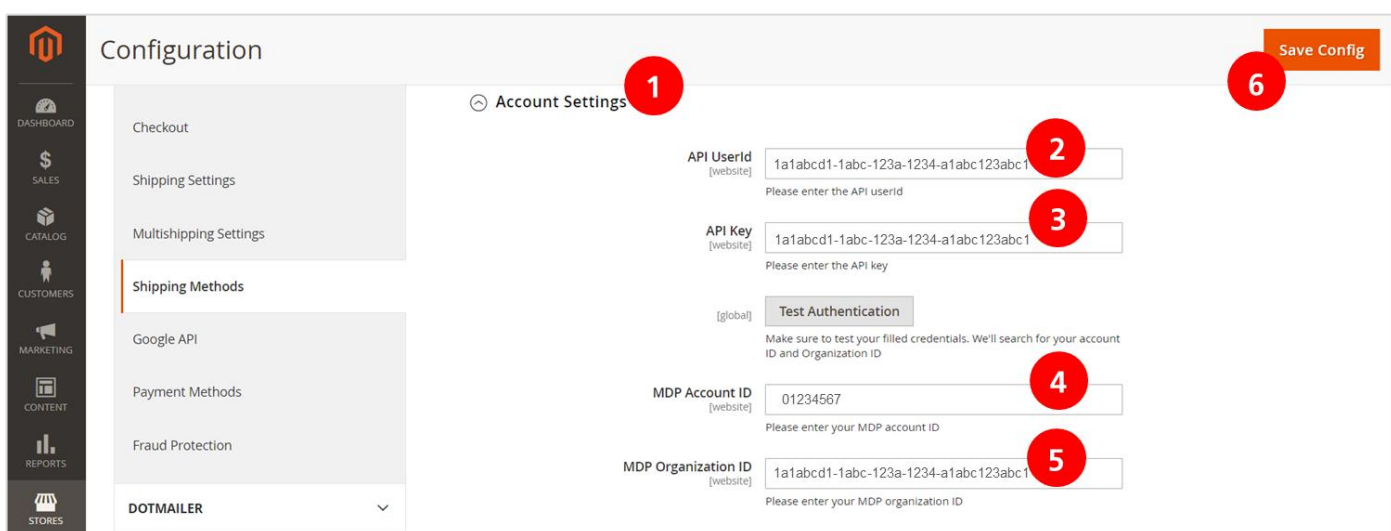 Configuration
Save Config
6
DASHBOARD
SALES
CATALOG
CUSTOMERS
MARKETING
CONTENT
REPORTS
STORES
Checkout
Shipping Settings
Multishipping Settings
Shipping Methods
Google API
Payment Methods
Fraud Protection
DOTMAILER
Account Settings 1
API UserId 1a1abcd1-1abc-123a-1234-a1abc123abc1 2
[website]
Please enter the API userId
API Key 1a1abcd1-1abc-123a-1234-a1abc123abc1 3
[website]
Please enter the API key
[global] Test Authentication
Make sure to test your filled credentials. We'll search for your account
ID and Organization ID
MDP Account ID 01234567 4
[website]
Please enter your MDP account ID
MDP Organization ID 1a1abcd1-1abc-123a-1234-a1abc123abc1 5
[website]
Please enter your MDP organization ID